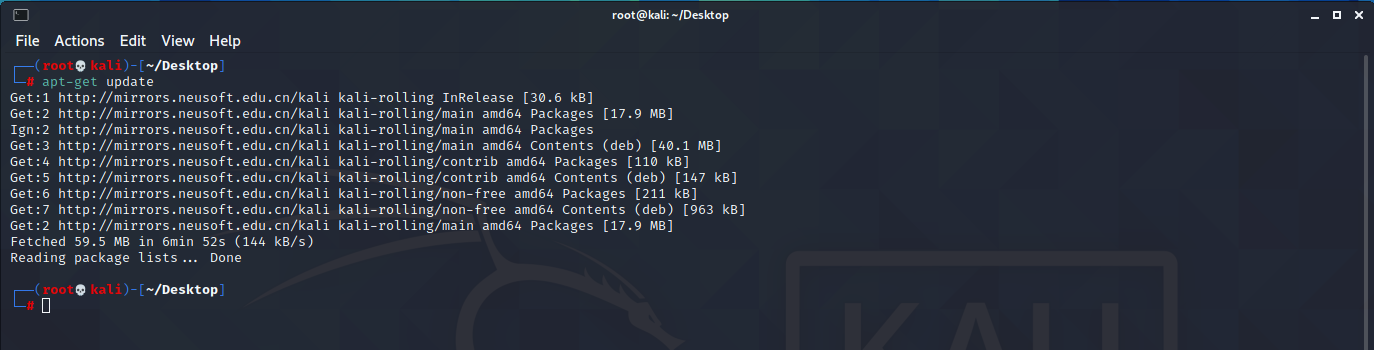 root@kali: ~/Desktop
File Actions Edit View Help
┌──(root💀kali)-[~/Desktop]
└─# apt-get update
Get:1 http://mirrors.neusoft.edu.cn/kali kali-rolling InRelease [30.6 kB]
Get:2 http://mirrors.neusoft.edu.cn/kali kali-rolling/main amd64 Packages [17.9 MB]
Ign:2 http://mirrors.neusoft.edu.cn/kali kali-rolling/main amd64 Packages
Get:3 http://mirrors.neusoft.edu.cn/kali kali-rolling/main amd64 Contents (deb) [40.1 MB]
Get:4 http://mirrors.neusoft.edu.cn/kali kali-rolling/contrib amd64 Packages [110 kB]
Get:5 http://mirrors.neusoft.edu.cn/kali kali-rolling/contrib amd64 Contents (deb) [147 kB]
Get:6 http://mirrors.neusoft.edu.cn/kali kali-rolling/non-free amd64 Packages [211 kB]
Get:7 http://mirrors.neusoft.edu.cn/kali kali-rolling/non-free amd64 Contents (deb) [963 kB]
Get:2 http://mirrors.neusoft.edu.cn/kali kali-rolling/main amd64 Packages [17.9 MB]
Fetched 59.5 MB in 6min 52s (144 kB/s)
Reading package lists... Done
┌──(root💀kali)-[~/Desktop]
└─#
KALI